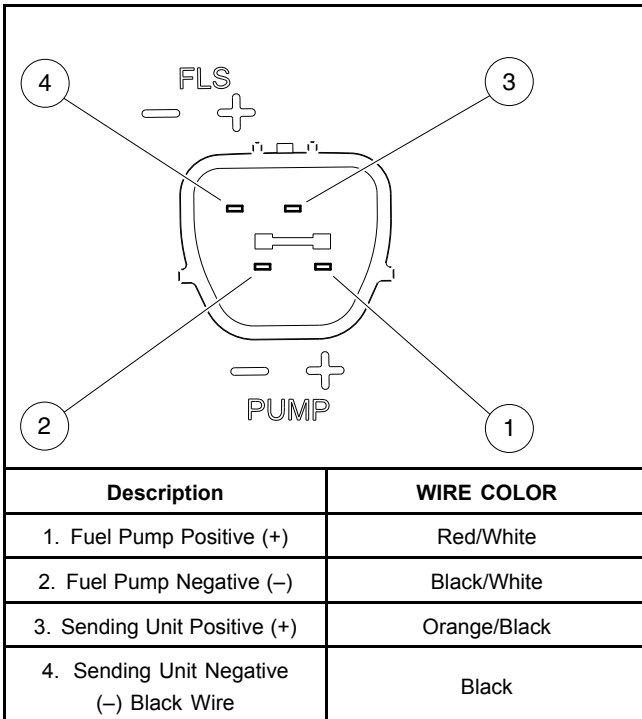 FLS
4
3
− +
− +
PUMP
2
1
Description WIRE COLOR
1. Fuel Pump Positive (+) Red/White
2. Fuel Pump Negative (–) Black/White
3. Sending Unit Positive (+) Orange/Black
4. Sending Unit Negative
(–) Black Wire
Black